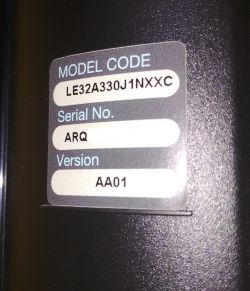 MODEL CODE
LE32A330J1NXXC
Serial No.
ARQ
Version
AA01